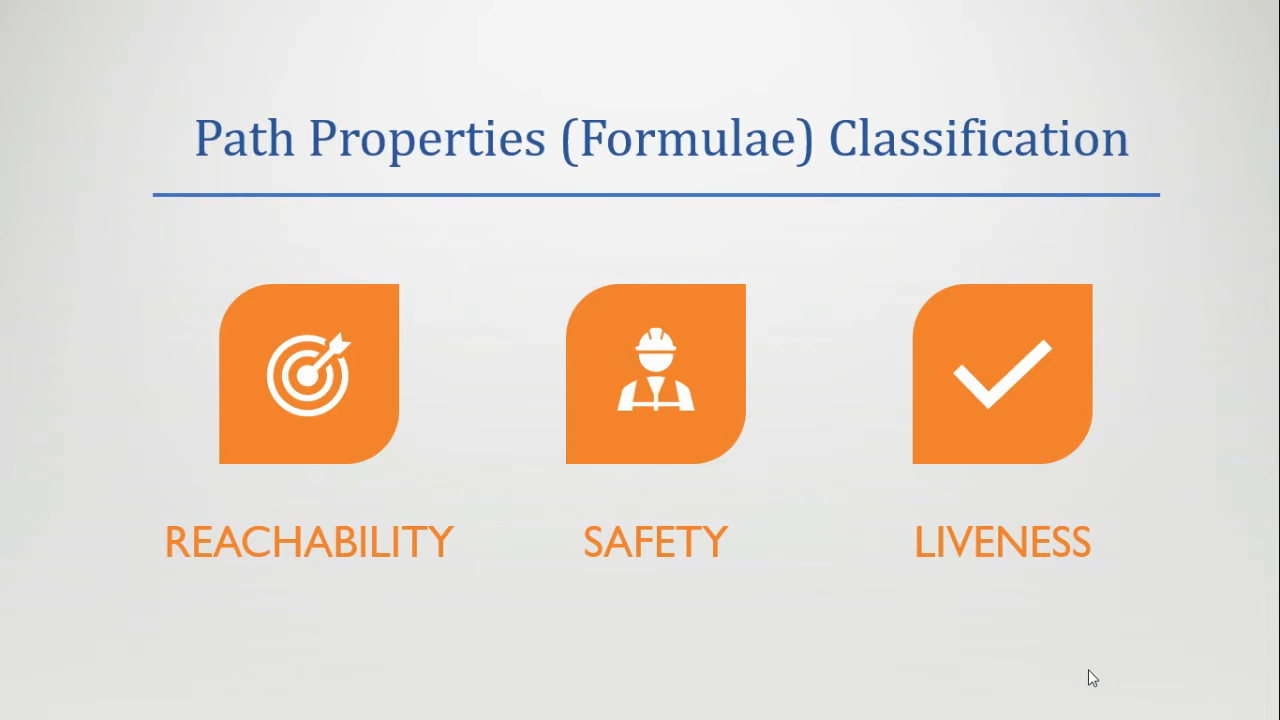 Path Properties (Formulae) Classification
REACHABILITY
SAFETY
LIVENESS